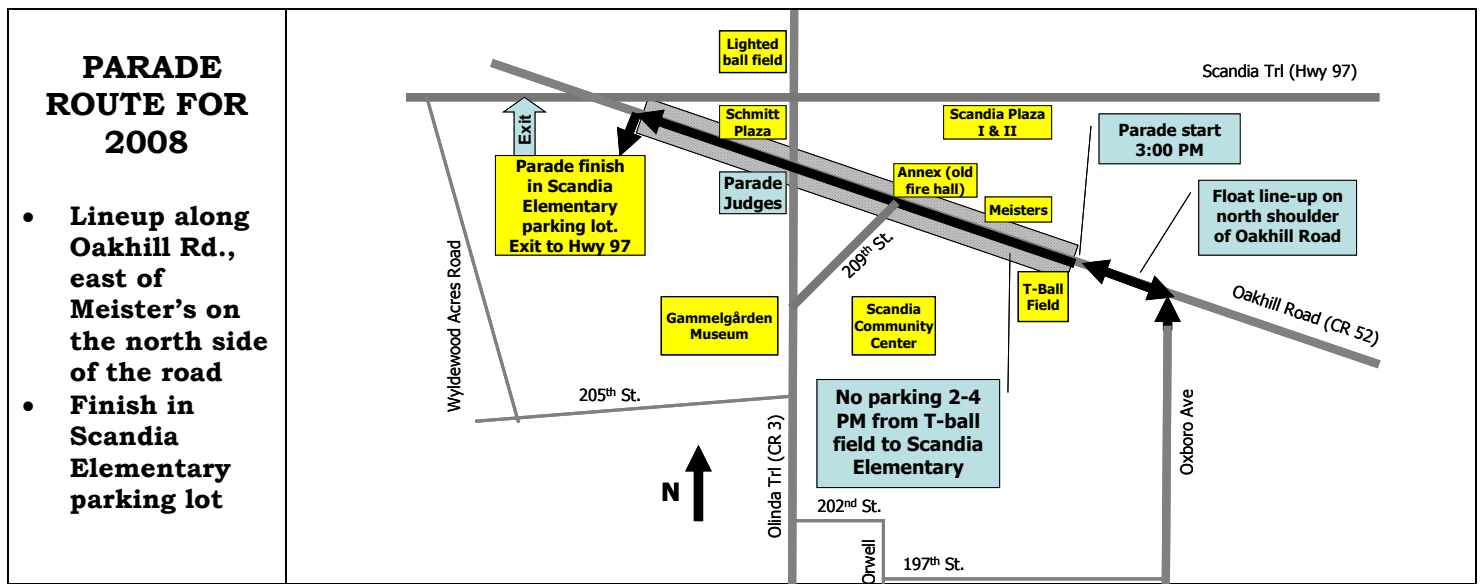 PARADE
ROUTE FOR
2008
• Lineup along
Oakhill Rd.,
east of
Meister’s on
the north side
of the road
• Finish in
Scandia
Elementary
parking lot
Lighted
ball field
Scandia Trl (Hwy 97)
Exit
Schmitt
Plaza
Scandia Plaza
I & II
Parade start
3:00 PM
Parade finish
in Scandia
Elementary
parking lot.
Exit to Hwy 97
Parade
Judges
Annex (old
fire hall)
Meisters
Float line-up on
north shoulder
of Oakhill Road
209th St.
Wyldewood Acres Road
Gammelgården
Museum
Scandia
Community
Center
T-Ball
Field
Oakhill Road (CR 52)
205th St.
No parking 2-4
PM from T-ball
field to Scandia
Elementary
Oxboro Ave
N
Olinda Trl (CR 3)
202nd St.
Orwell
197th St.